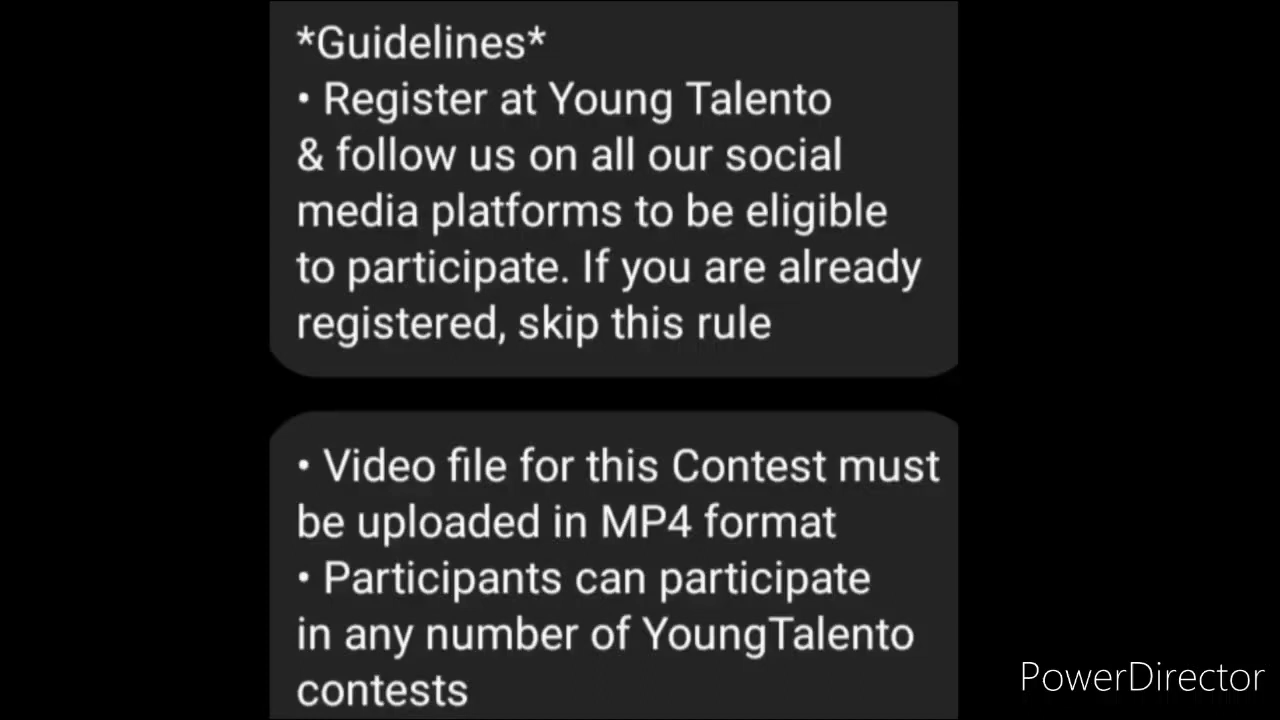 *Guidelines*
• Register at Young Talento
& follow us on all our social
media platforms to be eligible
to participate. If you are already
registered, skip this rule
• Video file for this Contest must
be uploaded in MP4 format
• Participants can participate
in any number of YoungTalento
contests
PowerDirector